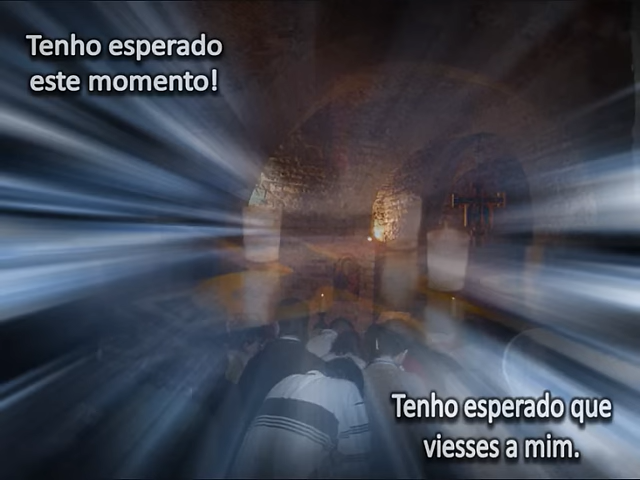 Tenho esperado
este momento!
Tenho esperado que
viesses a mim.